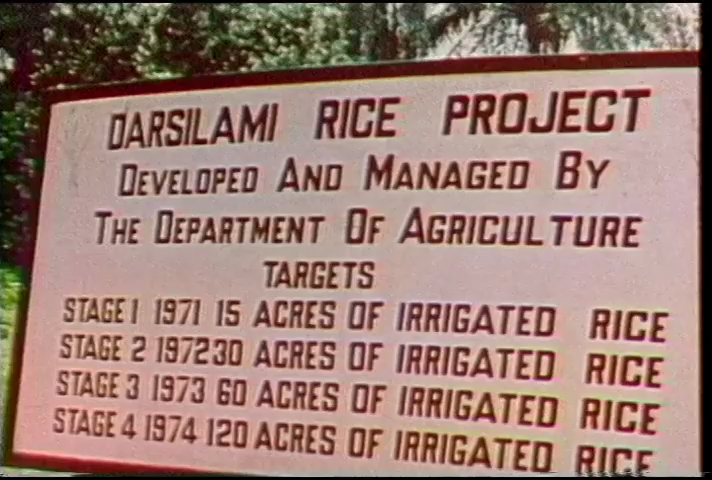 DARSILAMI RICE PROJECT
DEVELOPED AND MANAGED BY
THE DEPARTMENT OF AGRICULTURE
TARGETS
STAGE 1 1971 15 ACRES OF IRRIGATED RICE
STAGE 2 1972 30 ACRES OF IRRIGATED RICE
STAGE 3 1973 60 ACRES OF IRRIGATED RICE
STAGE 4 1974 120 ACRES OF IRRIGATED RICE